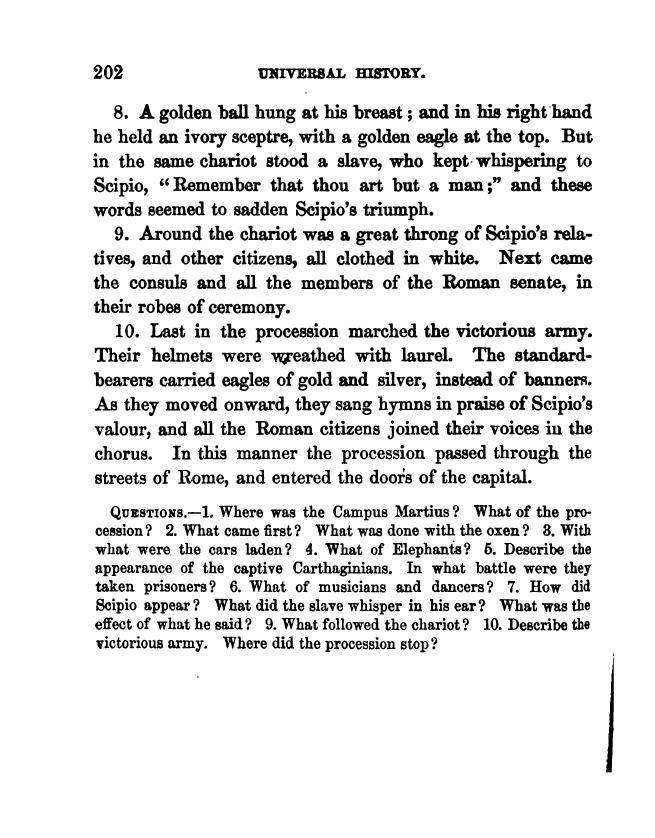 202 UNIVERSAL HISTORY.
8. A golden ball hung at his breast; and in his right hand
he held an ivory sceptre, with a golden eagle at the top. But
in the same chariot stood a slave, who kept whispering to
Scipio, "Remember that thou art but a man;" and these
words seemed to sadden Scipio's triumph.
9. Around the chariot was a great throng of Scipio's rela-
tives, and other citizens, all clothed in white. Next came
the consuls and all the members of the Roman senate, in
their robes of ceremony.
10. Last in the procession marched the victorious army.
Their helmets were wreathed with laurel. The standard-
bearers carried eagles of gold and silver, instead of banners.
As they moved onward, they sang hymns in praise of Scipio's
valour, and all the Roman citizens joined their voices in the
chorus. In this manner the procession passed through the
streets of Rome, and entered the doors of the capital.
QUESTIONS.—1. Where was the Campus Martius? What of the pro-
cession? 2. What came first? What was done with the oxen? 3. With
what were the cars laden? 4. What of Elephants? 5. Describe the
appearance of the captive Carthaginians. In what battle were they
taken prisoners? 6. What of musicians and dancers? 7. How did
Scipio appear? What did the slave whisper in his ear? What was the
effect of what he said? 9. What followed the chariot? 10. Describe the
victorious army. Where did the procession stop?